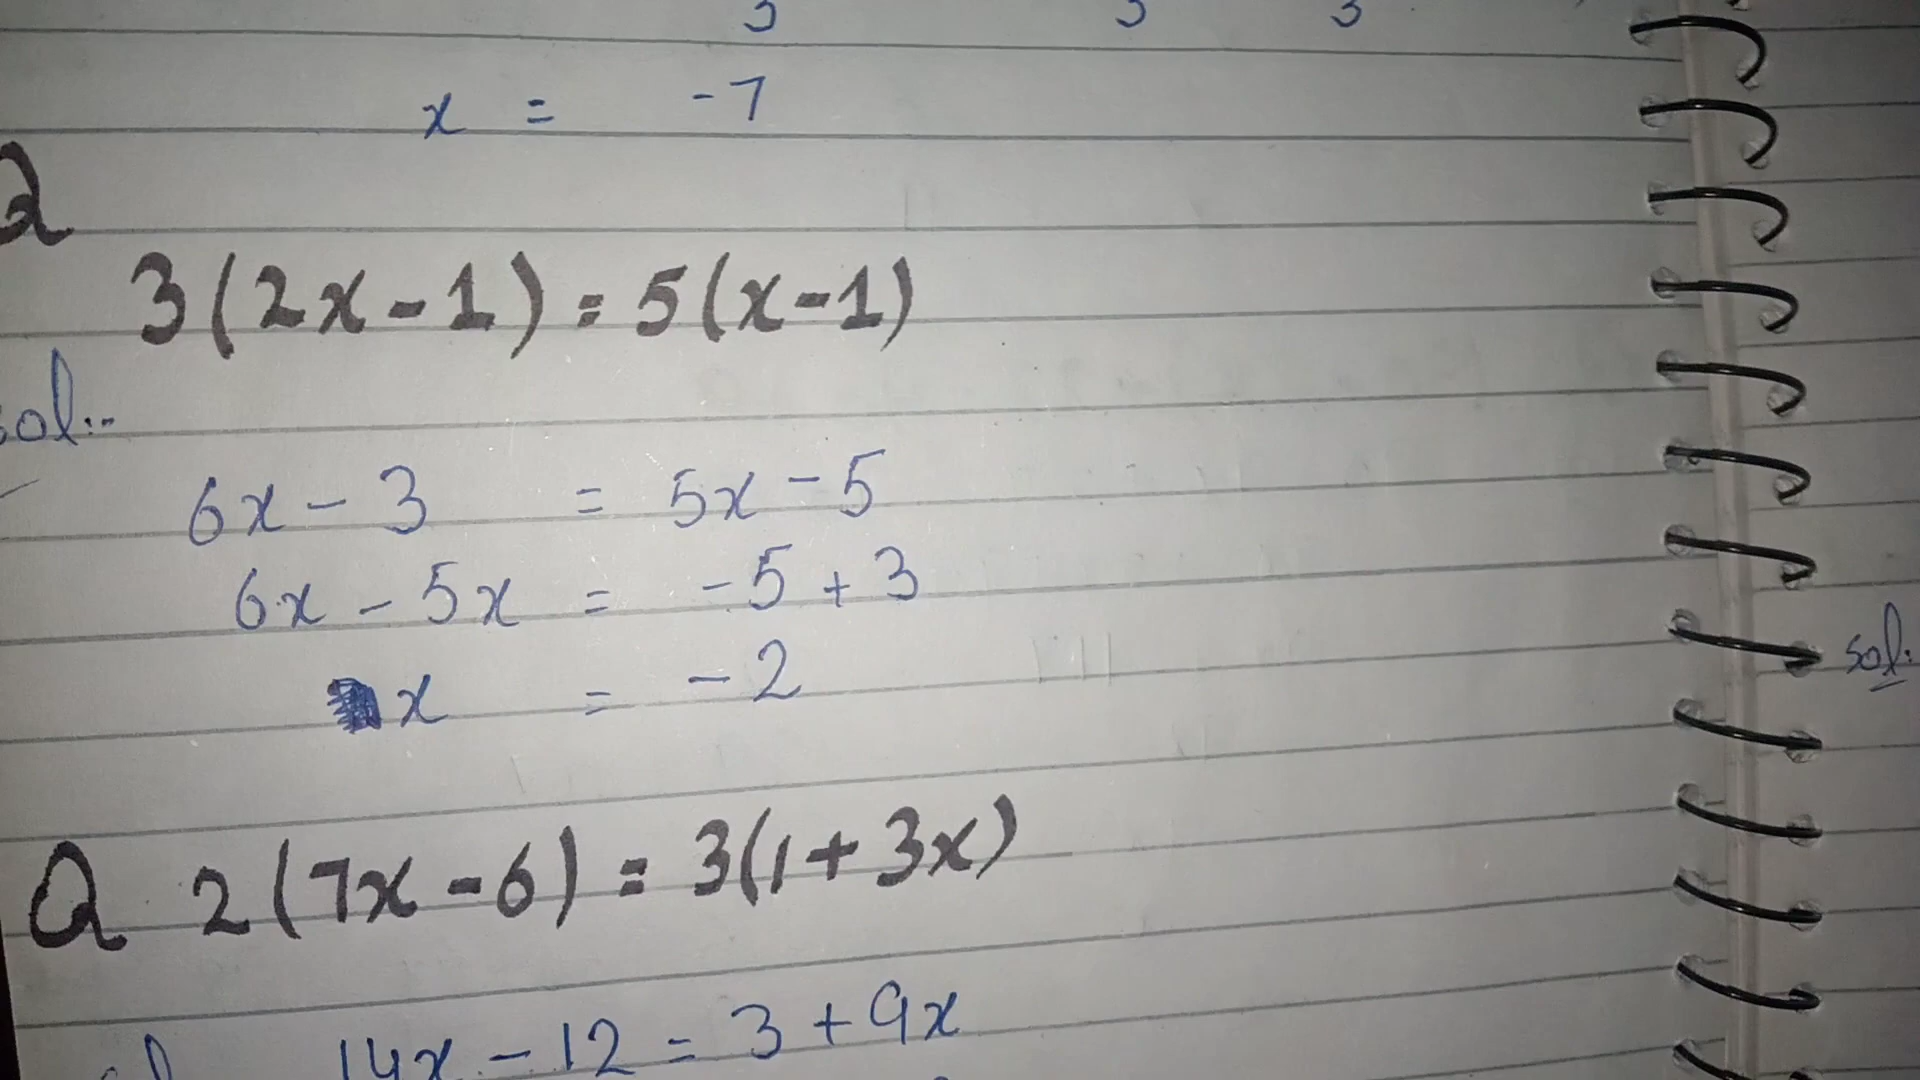 x = -7
Q
3(2x-1) = 5(x-1)
sol:-
6x - 3 = 5x - 5
6x - 5x = -5 + 3
x = -2
Q 2(7x-6) = 3(1+3x)
14x - 12 = 3 + 9x
sol: